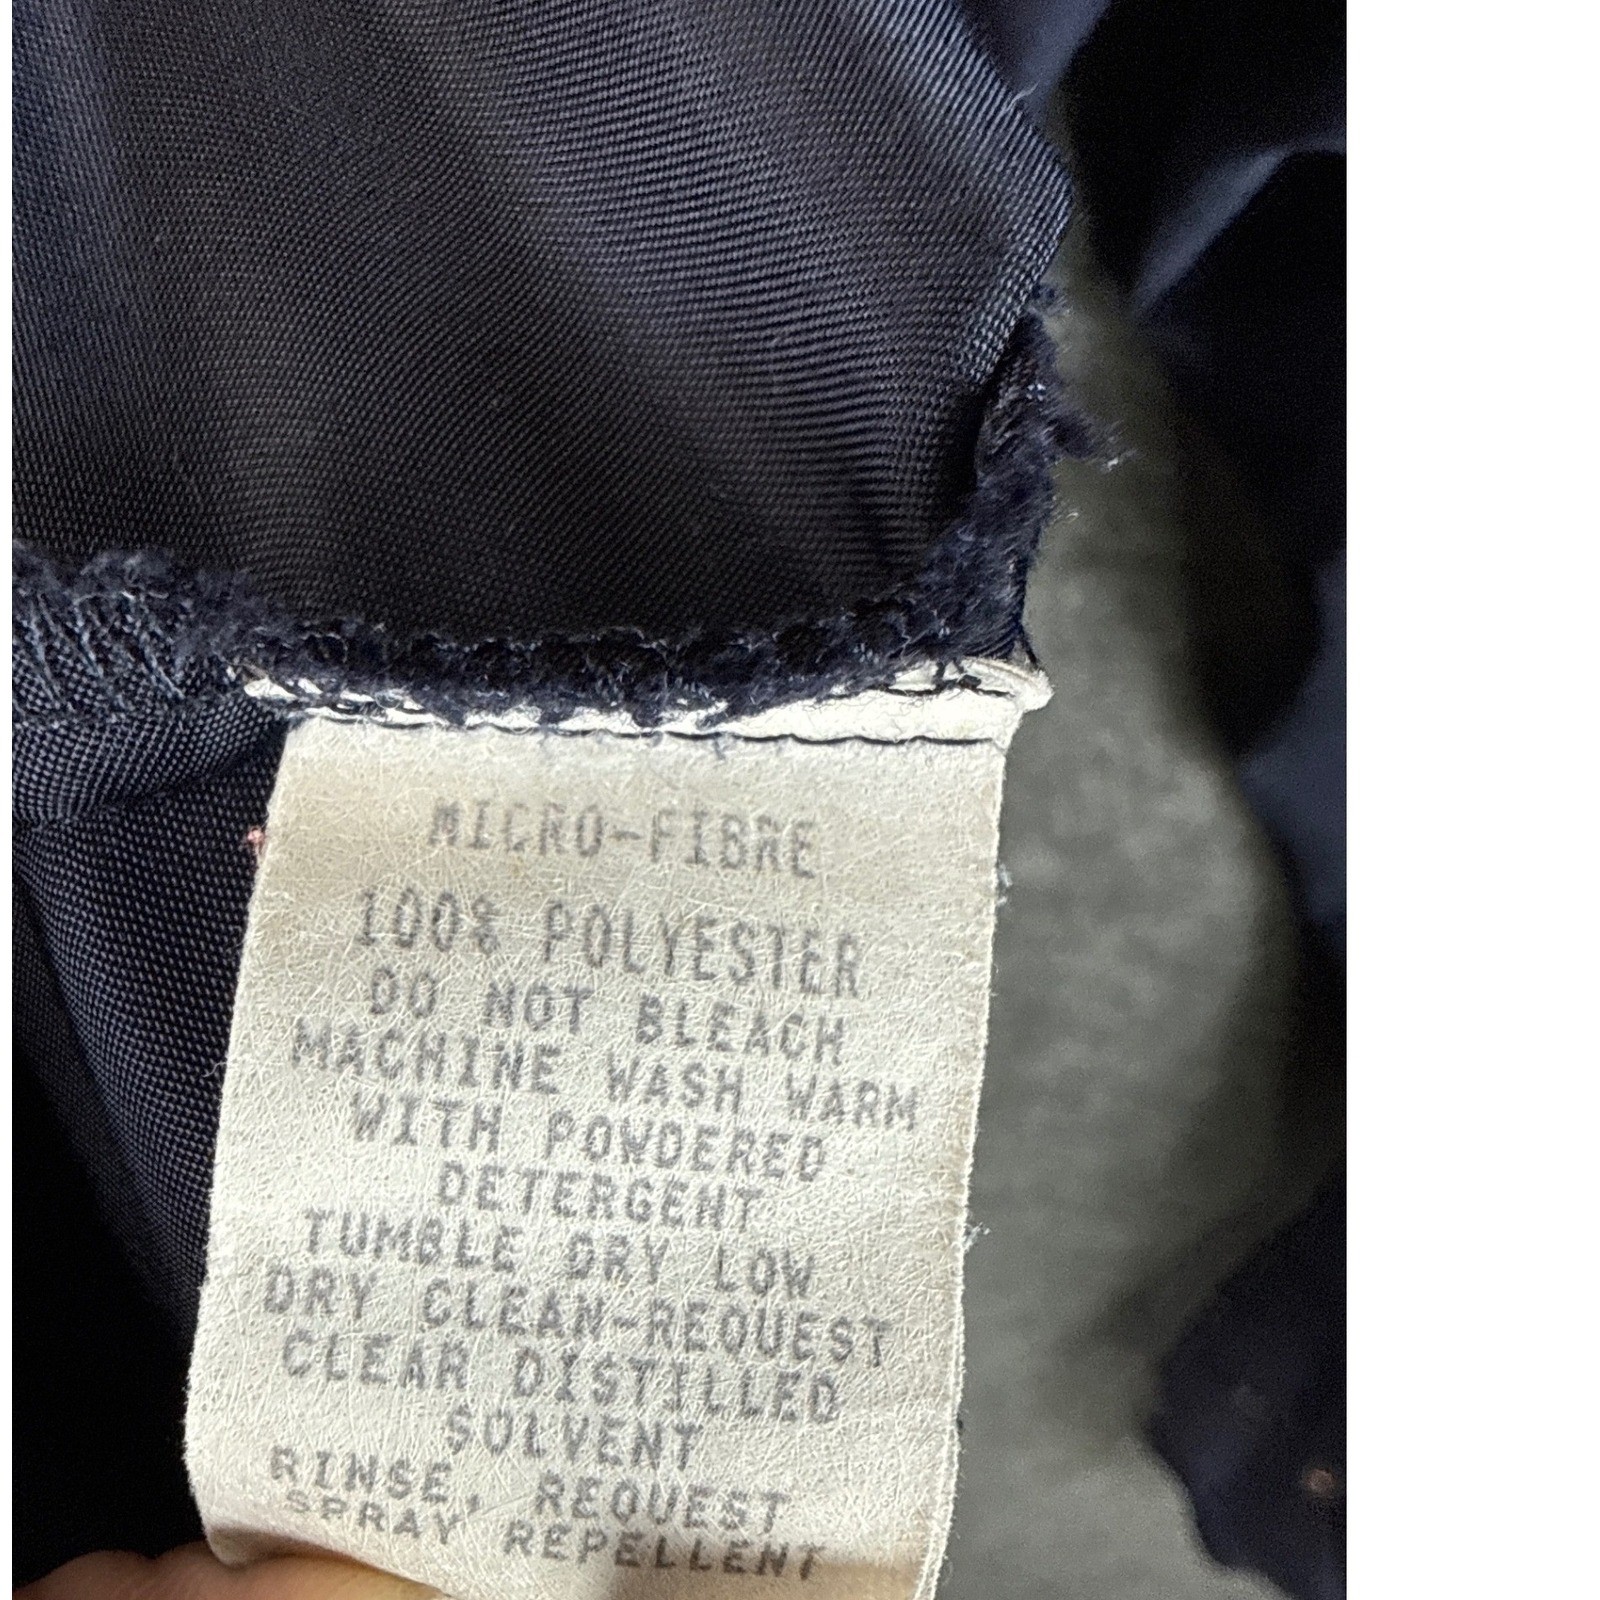 MICRO-FIBRE
100% POLYESTER
DO NOT BLEACH
MACHINE WASH WARM
WITH POWDERED
DETERGENT
TUMBLE DRY LOW
DRY CLEAN-REQUEST
CLEAR DISTILLED
SOLVENT
RINSE, REQUEST
SPRAY REPELLENT